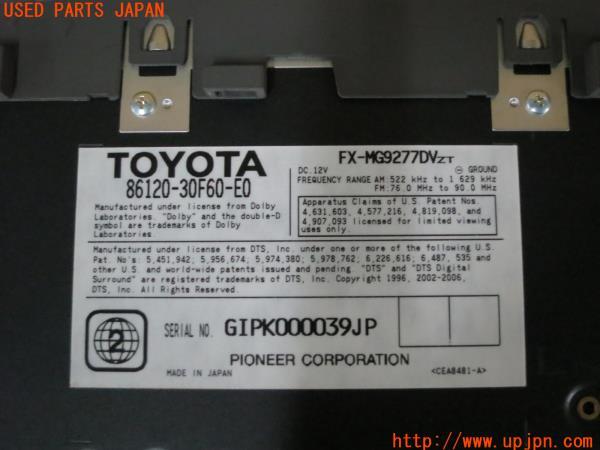 USED PARTS JAPAN
TOYOTA
86120-30F60-E0
FX-MG9277DVZT
DC. 12V ⊖ GROUND
FREQUENCY RANGE AM:522 kHz to 1 629 kHz
FM:76.0 MHz to 90.0 MHz
Manufactured under license from Dolby
Laboratories. "Dolby" and the double-D
symbol are trademarks of Dolby
Laboratories.
Apparatus Claims of U.S. Patent Nos.
4,631,603, 4,577,216, 4,819,098, and
4,907,093 licensed for limited viewing
uses only.
Manufactured under license from DTS, Inc. under one or more of the following U.S.
Pat. No's: 5,451,942; 5,956,674; 5,974,380; 5,978,762; 6,226,616; 6,487, 535 and
other U.S. and world-wide patents issued and pending. "DTS" and "DTS Digital
Surround" are registered trademarks of DTS, Inc. Copyright 1996, 2002-2006,
DTS, Inc. All Rights Reserved.
2
SERIAL NO. GIPK000039JP
PIONEER CORPORATION
MADE IN JAPAN
<CEA8481-A>
http://www.upjpn.com/